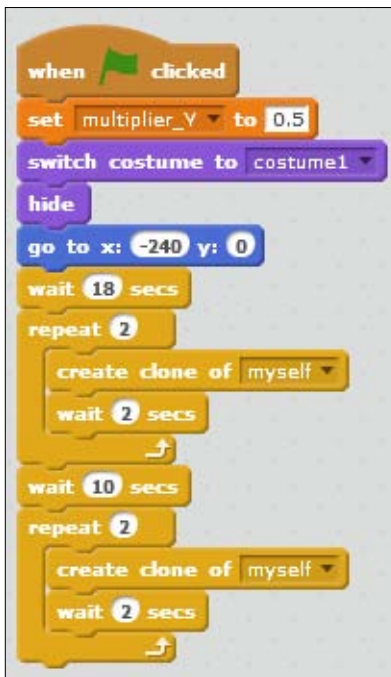 when clicked
set multiplier_Y to 0.5
switch costume to costume1
hide
go to x: -240 y: 0
wait 18 secs
repeat 2
create clone of myself
wait 2 secs
wait 10 secs
repeat 2
create clone of myself
wait 2 secs